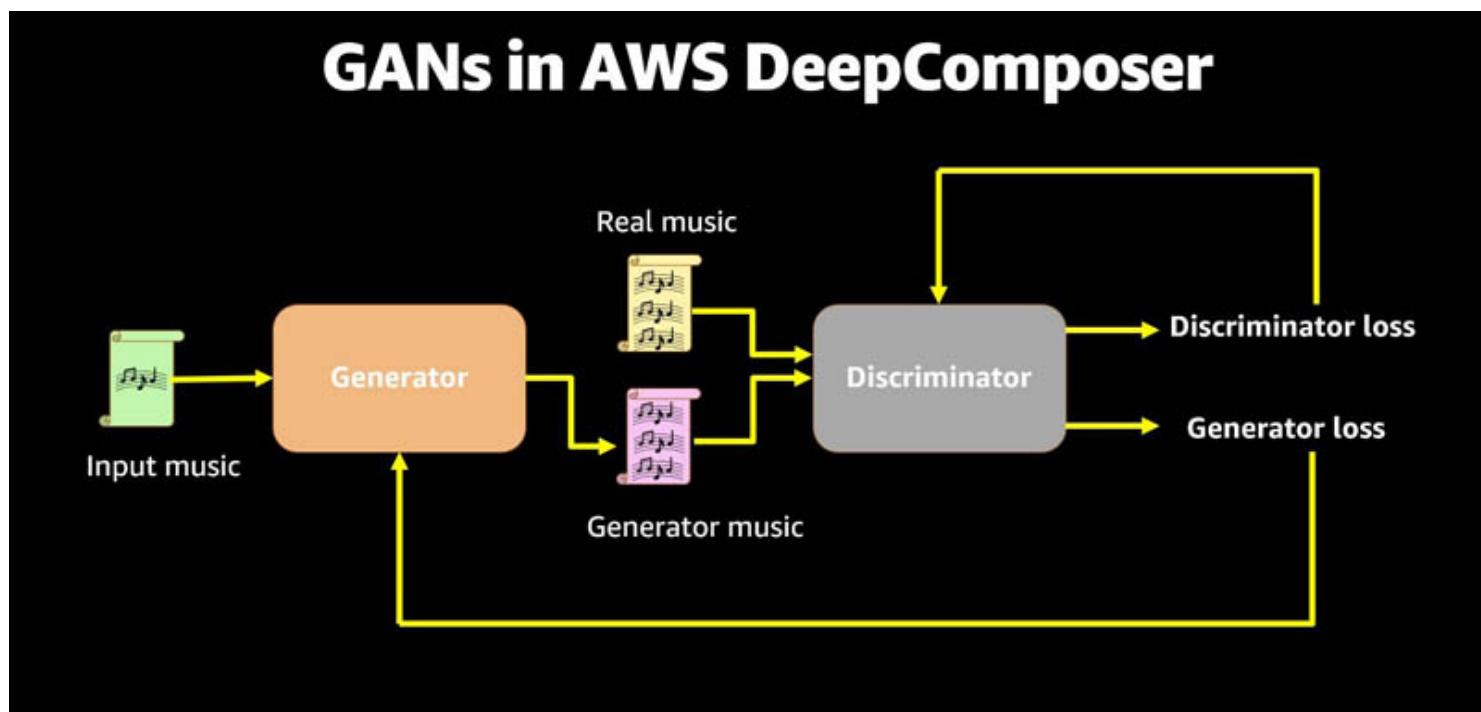 GANs in AWS DeepComposer
Real music
Input music
Generator
Generator music
Discriminator
Discriminator loss
Generator loss